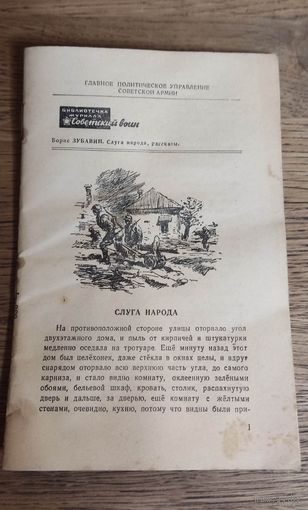 ГЛАВНОЕ ПОЛИТИЧЕСКОЕ УПРАВЛЕНИЕ
СОВЕТСКОЙ АРМИИ
БИБЛИОТЕЧКА
ЖУРНАЛА
Советский воин
Борис ЗУБАВИН. Слуга народа, рассказы.
СЛУГА НАРОДА
На противоположной стороне улицы оторвало угол
двухэтажного дома, и пыль от кирпичей и штукатурки
медленно оседала на тротуаре. Ещё минуту назад этот
дом был целёхонек, даже стёкла в окнах целы, и вдруг
снарядом оторвало всю верхнюю часть угла, до самого
карниза, и стало видно комнату, оклеенную зелёными
обоями, бельевой шкаф, кровать, столик, распахнутую
дверь и дальше, за дверью, ещё комнату с жёлтыми
стенами, очевидно, кухню, потому что видны были при-
1